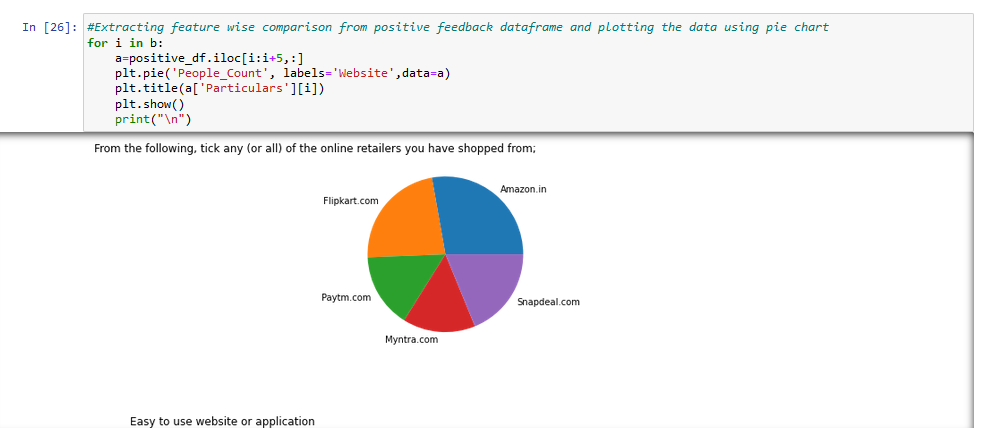 In [26]: #Extracting feature wise comparison from positive feedback dataframe and plotting the data using pie chart
for i in b:
    a=positive_df.iloc[i:i+5,:]
    plt.pie('People_Count', labels='Website',data=a)
    plt.title(a['Particulars'][i])
    plt.show()
    print("\n")
From the following, tick any (or all) of the online retailers you have shopped from;
Amazon.in
Flipkart.com
Paytm.com
Snapdeal.com
Myntra.com
Easy to use website or application